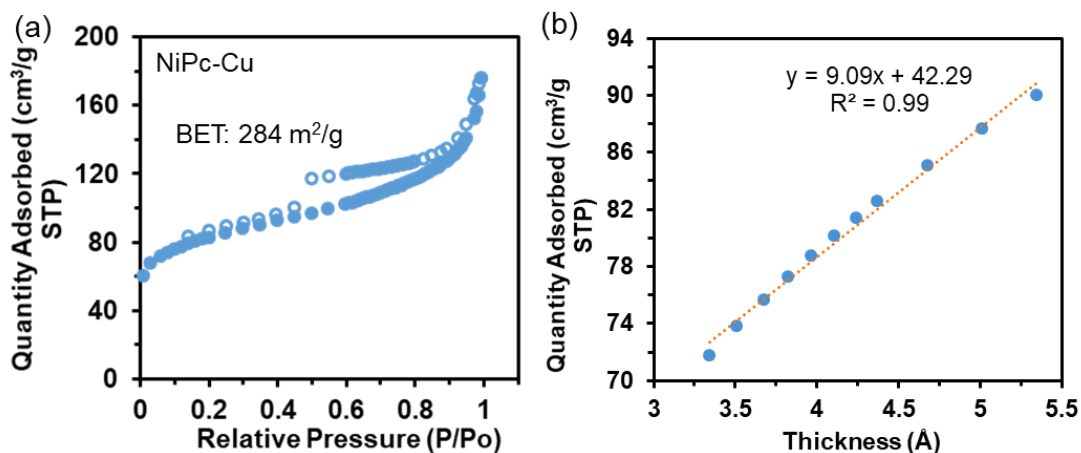 (a)
NiPc-Cu
BET: 284 m²/g
Quantity Adsorbed (cm³/g
STP)
200
160
120
80
40
0
0 0.2 0.4 0.6 0.8 1
Relative Pressure (P/Po)
(b)
y = 9.09x + 42.29
R² = 0.99
Quantity Adsorbed (cm³/g
STP)
94
90
86
82
78
74
70
3 3.5 4 4.5 5 5.5
Thickness (Å)